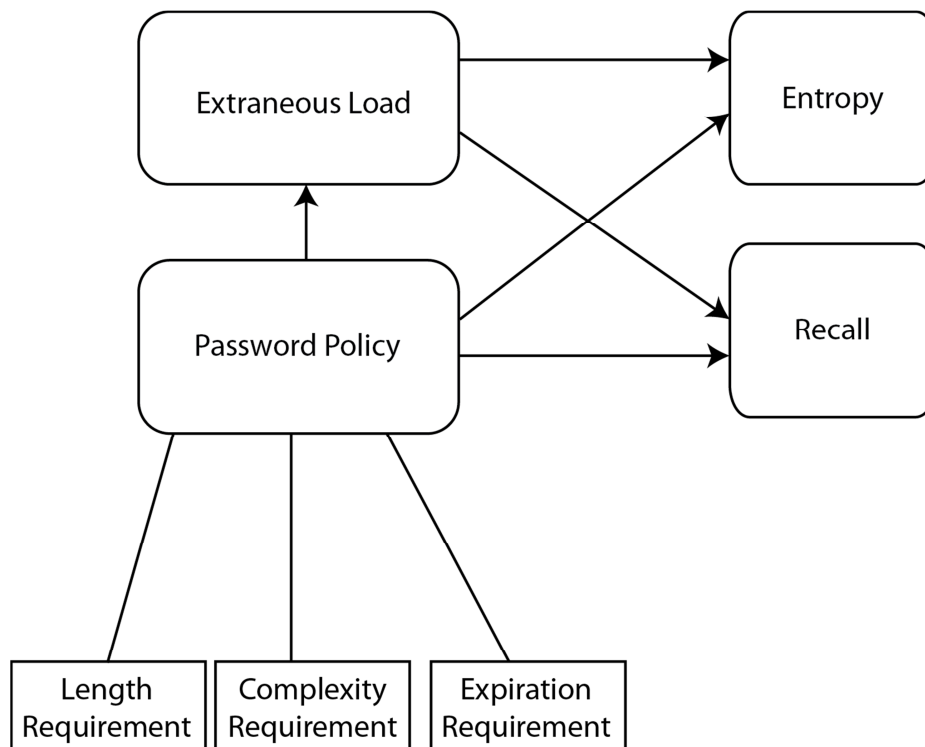 Extraneous Load
Entropy
Password Policy
Recall
Length
Requirement
Complexity
Requirement
Expiration
Requirement